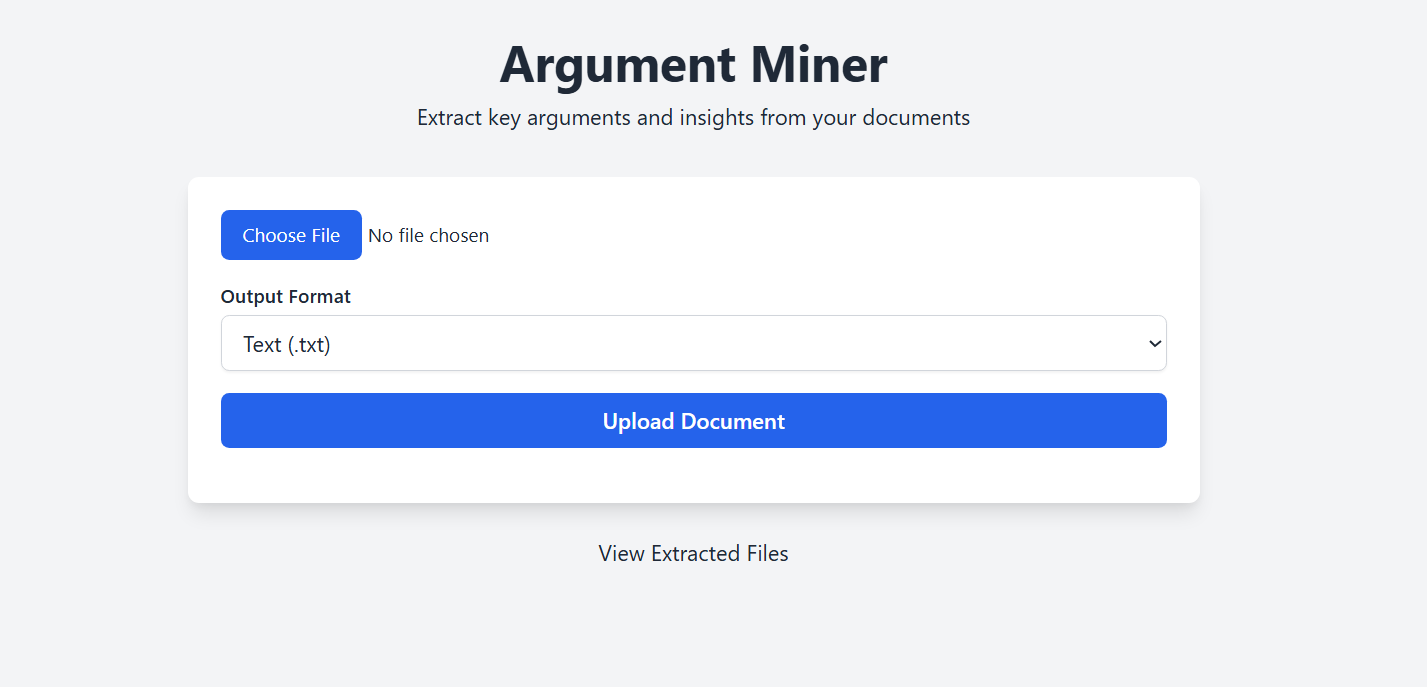 Argument Miner
Extract key arguments and insights from your documents
Choose File No file chosen
Output Format
Text (.txt)
Upload Document
View Extracted Files